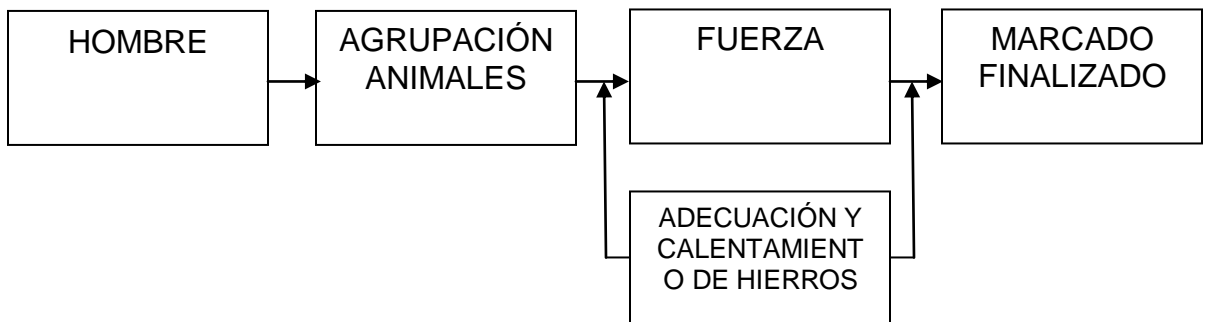 HOMBRE
AGRUPACIÓN
ANIMALES
FUERZA
MARCADO
FINALIZADO
ADECUACIÓN Y
CALENTAMIENT
O DE HIERROS